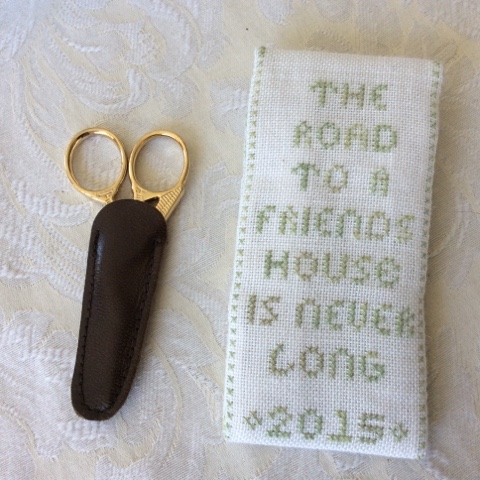 THE
ROAD
TO A
FRIENDS
HOUSE
IS NEVER
LONG
2015